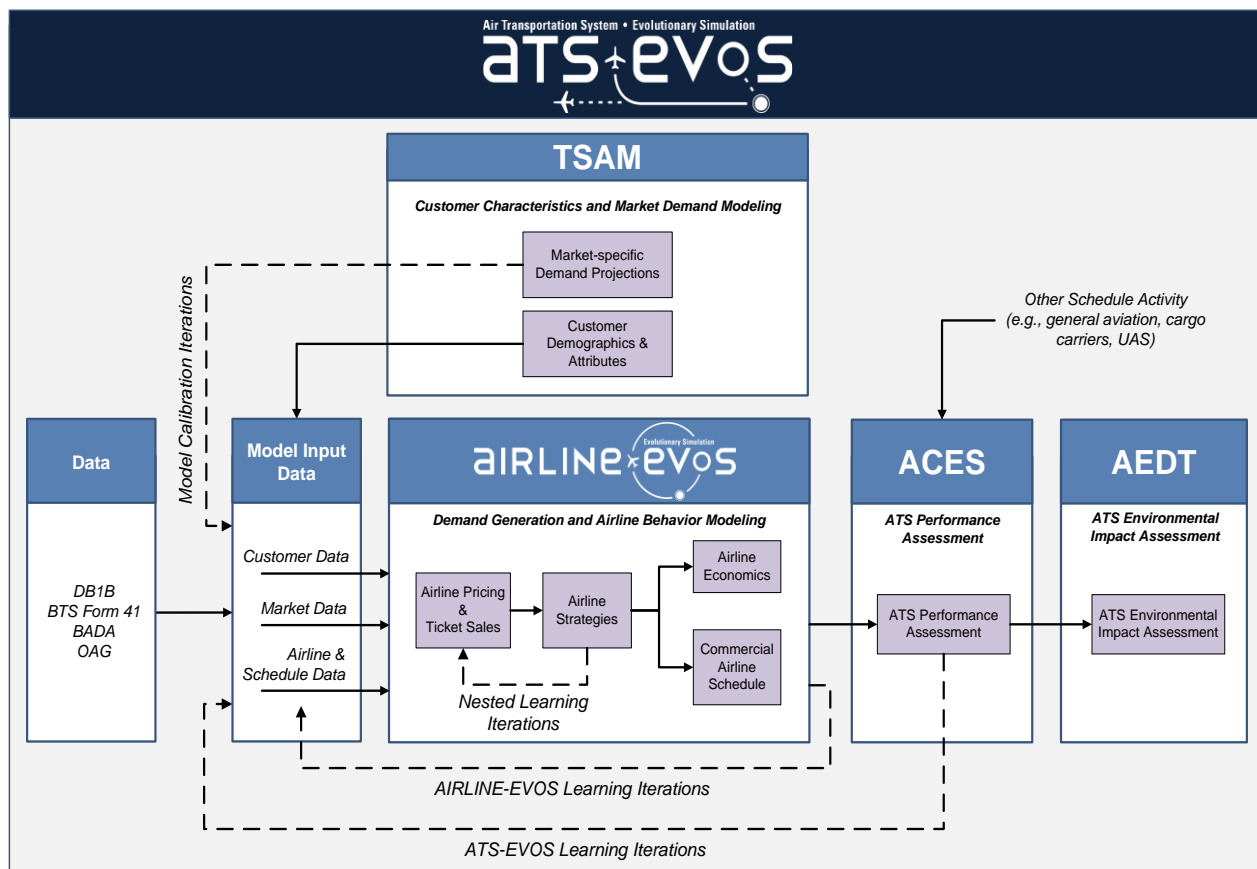 Air Transportation System • Evolutionary Simulation
ATS EVOS
TSAM
Customer Characteristics and Market Demand Modeling
Market-specific
Demand Projections
Customer
Demographics &
Attributes
Model Calibration Iterations
Other Schedule Activity
(e.g., general aviation, cargo
carriers, UAS)
Data
DB1B
BTS Form 41
BADA
OAG
Model Input
Data
Customer Data
Market Data
Airline &
Schedule Data
Evolutionary Simulation
AIRLINE EVOS
Demand Generation and Airline Behavior Modeling
Airline Pricing
&
Ticket Sales
Airline
Strategies
Airline
Economics
Commercial
Airline
Schedule
Nested Learning
Iterations
ACES
ATS Performance
Assessment
ATS Performance
Assessment
AEDT
ATS Environmental
Impact Assessment
ATS Environmental
Impact Assessment
AIRLINE-EVOS Learning Iterations
ATS-EVOS Learning Iterations